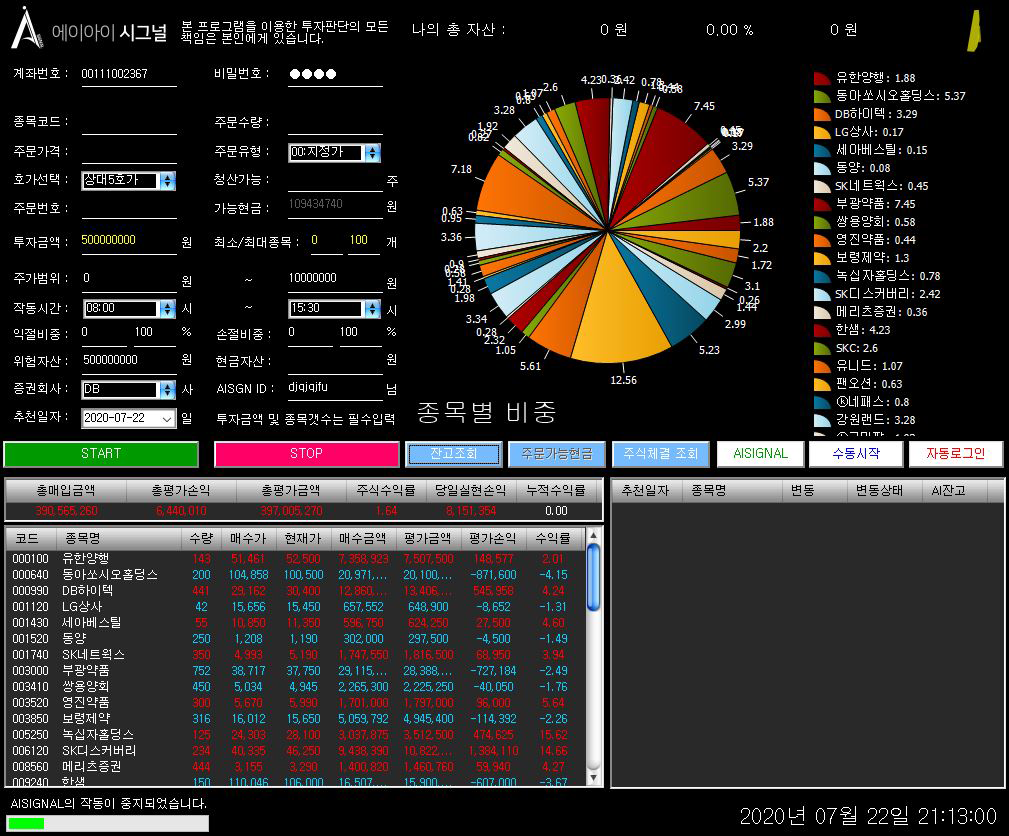 에이아이 시그널
본 프로그램을 이용한 투자판단의 모든
책임은 본인에게 있습니다.
나의 총 자산 : 0 원 0.00 % 0 원
계좌번호 : 00111002367 비밀번호 : ●●●●
종목코드 : 주문수량 :
주문가격 : 주문유형 : 00:지정가
호가선택 : 상대5호가 청산가능 : 주
주문번호 : 가능현금 : 109434740 원
투자금액 : 500000000 원 최소/최대종목 : 0 100 개
주가범위 : 0 원 ~ 10000000 원
작동시간 : 08:00 시 ~ 15:30 시
익절비중 : 0 100 % 손절비중 : 0 100 %
위험자산 : 500000000 원 현금자산 : 원
증권회사 : DB 사 AISGN ID : djqjqjfu 님
추천일자 : 2020-07-22 일 투자금액 및 종목갯수는 필수입력
종목별 비중
7.45
3.29
5.37
1.88
2.2
1.72
3.1
0.26
1.44
2.99
5.23
12.56
5.61
1.05
2.32
0.28
3.34
1.98
0.28
1.41
3.36
0.63
7.18
1.92
3.28
2.6
4.23
유한양행: 1.88
동아쏘시오홀딩스: 5.37
DB하이텍: 3.29
LG상사: 0.17
세아베스틸: 0.15
동양: 0.08
SK네트웍스: 0.45
부광약품: 7.45
쌍용양회: 0.58
영진약품: 0.44
보령제약: 1.3
녹십자홀딩스: 0.78
SK디스커버리: 2.42
메리츠증권: 0.36
한샘: 4.23
SKC: 2.6
유니드: 1.07
팬오션: 0.63
ⓚ네패스: 0.8
강원랜드: 3.28
START STOP 잔고조회 주문가능현금 주식체결 조회 AISIGNAL 수동시작 자동로그인
총매입금액 총평가손익 총평가금액 주식수익률 당일실현손익 누적수익률
390,565,260 6,440,010 397,005,270 1.64 8,151,354 0.00
추천일자 종목명 변동 변동상태 AI잔고
코드 종목명 수량 매수가 현재가 매수금액 평가금액 평가손익 수익률
000100 유한양행 143 51,461 52,500 7,358,923 7,507,500 148,577 2.01
000640 동아쏘시오홀딩스 200 104,858 100,500 20,971,... 20,100,... -871,600 -4.15
000990 DB하이텍 441 29,162 30,400 12,860,... 13,406,... 545,958 4.24
001120 LG상사 42 15,656 15,450 657,552 648,900 -8,652 -1.31
001430 세아베스틸 55 10,850 11,350 596,750 624,250 27,500 4.60
001520 동양 250 1,208 1,190 302,000 297,500 -4,500 -1.49
001740 SK네트웍스 350 4,993 5,190 1,747,550 1,816,500 68,950 3.94
003000 부광약품 752 38,717 37,750 29,115,... 28,388,... -727,184 -2.49
003410 쌍용양회 450 5,034 4,945 2,265,300 2,225,250 -40,050 -1.76
003520 영진약품 300 5,670 5,990 1,701,000 1,797,000 96,000 5.64
003850 보령제약 316 16,012 15,650 5,059,792 4,945,400 -114,392 -2.26
005250 녹십자홀딩스 125 24,303 28,100 3,037,875 3,512,500 474,625 15.62
006120 SK디스커버리 234 40,335 46,250 9,438,390 10,822,... 1,384,110 14.66
008560 메리츠증권 444 3,155 3,290 1,400,820 1,460,760 59,940 4.27
009240 한샘 150 110,046 106,000 16,507,... 15,900,... -607,000 -3.67
AISIGNAL의 작동이 중지되었습니다.
2020년 07월 22일 21:13:00